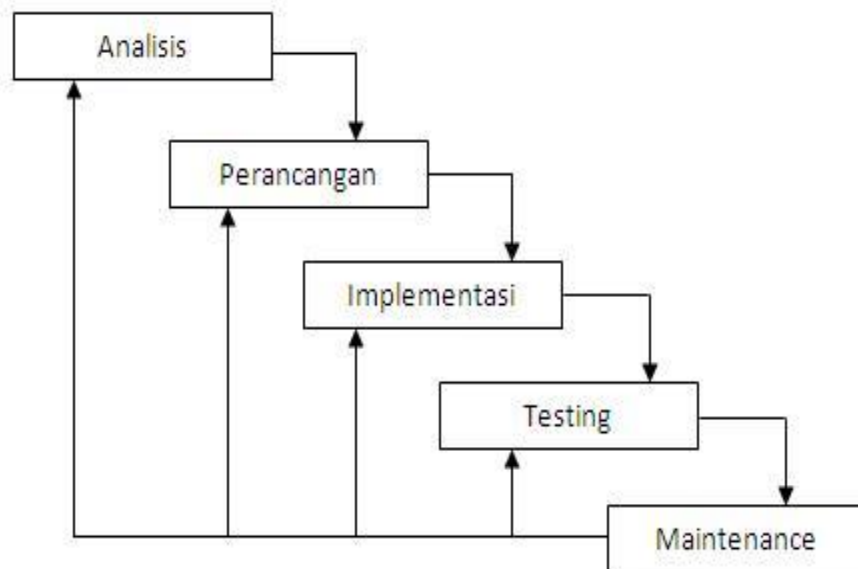 Analisis
Perancangan
Implementasi
Testing
Maintenance